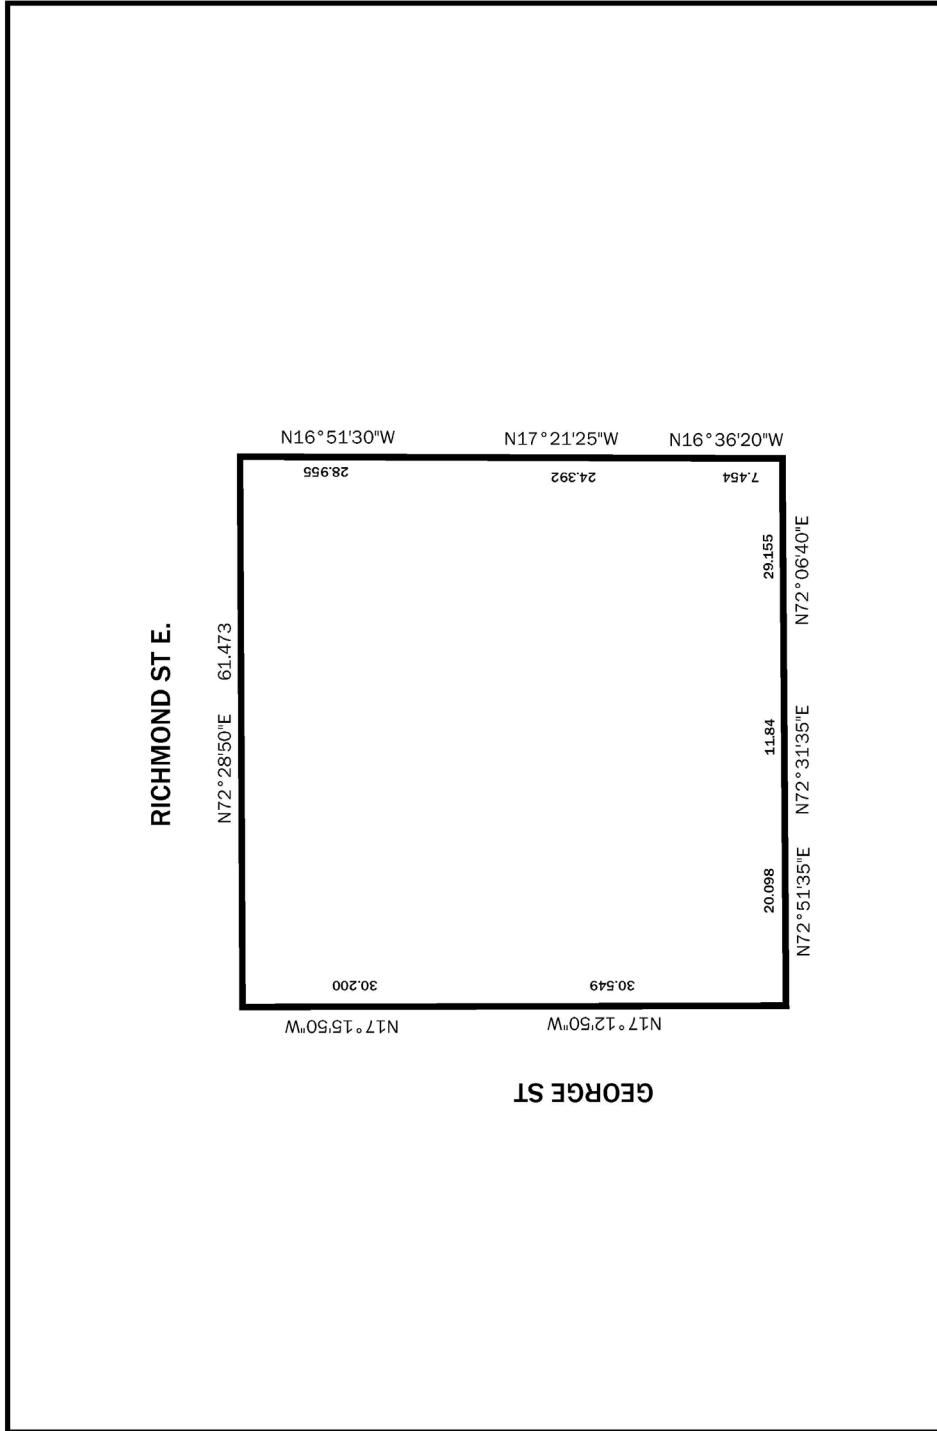 N16°51'30"W
N17°21'25"W
N16°36'20"W
28.955
24.392
7.454
RICHMOND ST E.
N72°28'50"E 61.473
29.155
N72°06'40"E
11.84
N72°31'35"E
20.098
N72°51'35"E
30.200
30.549
N17°15'50"W
N17°12'50"W
GEORGE ST